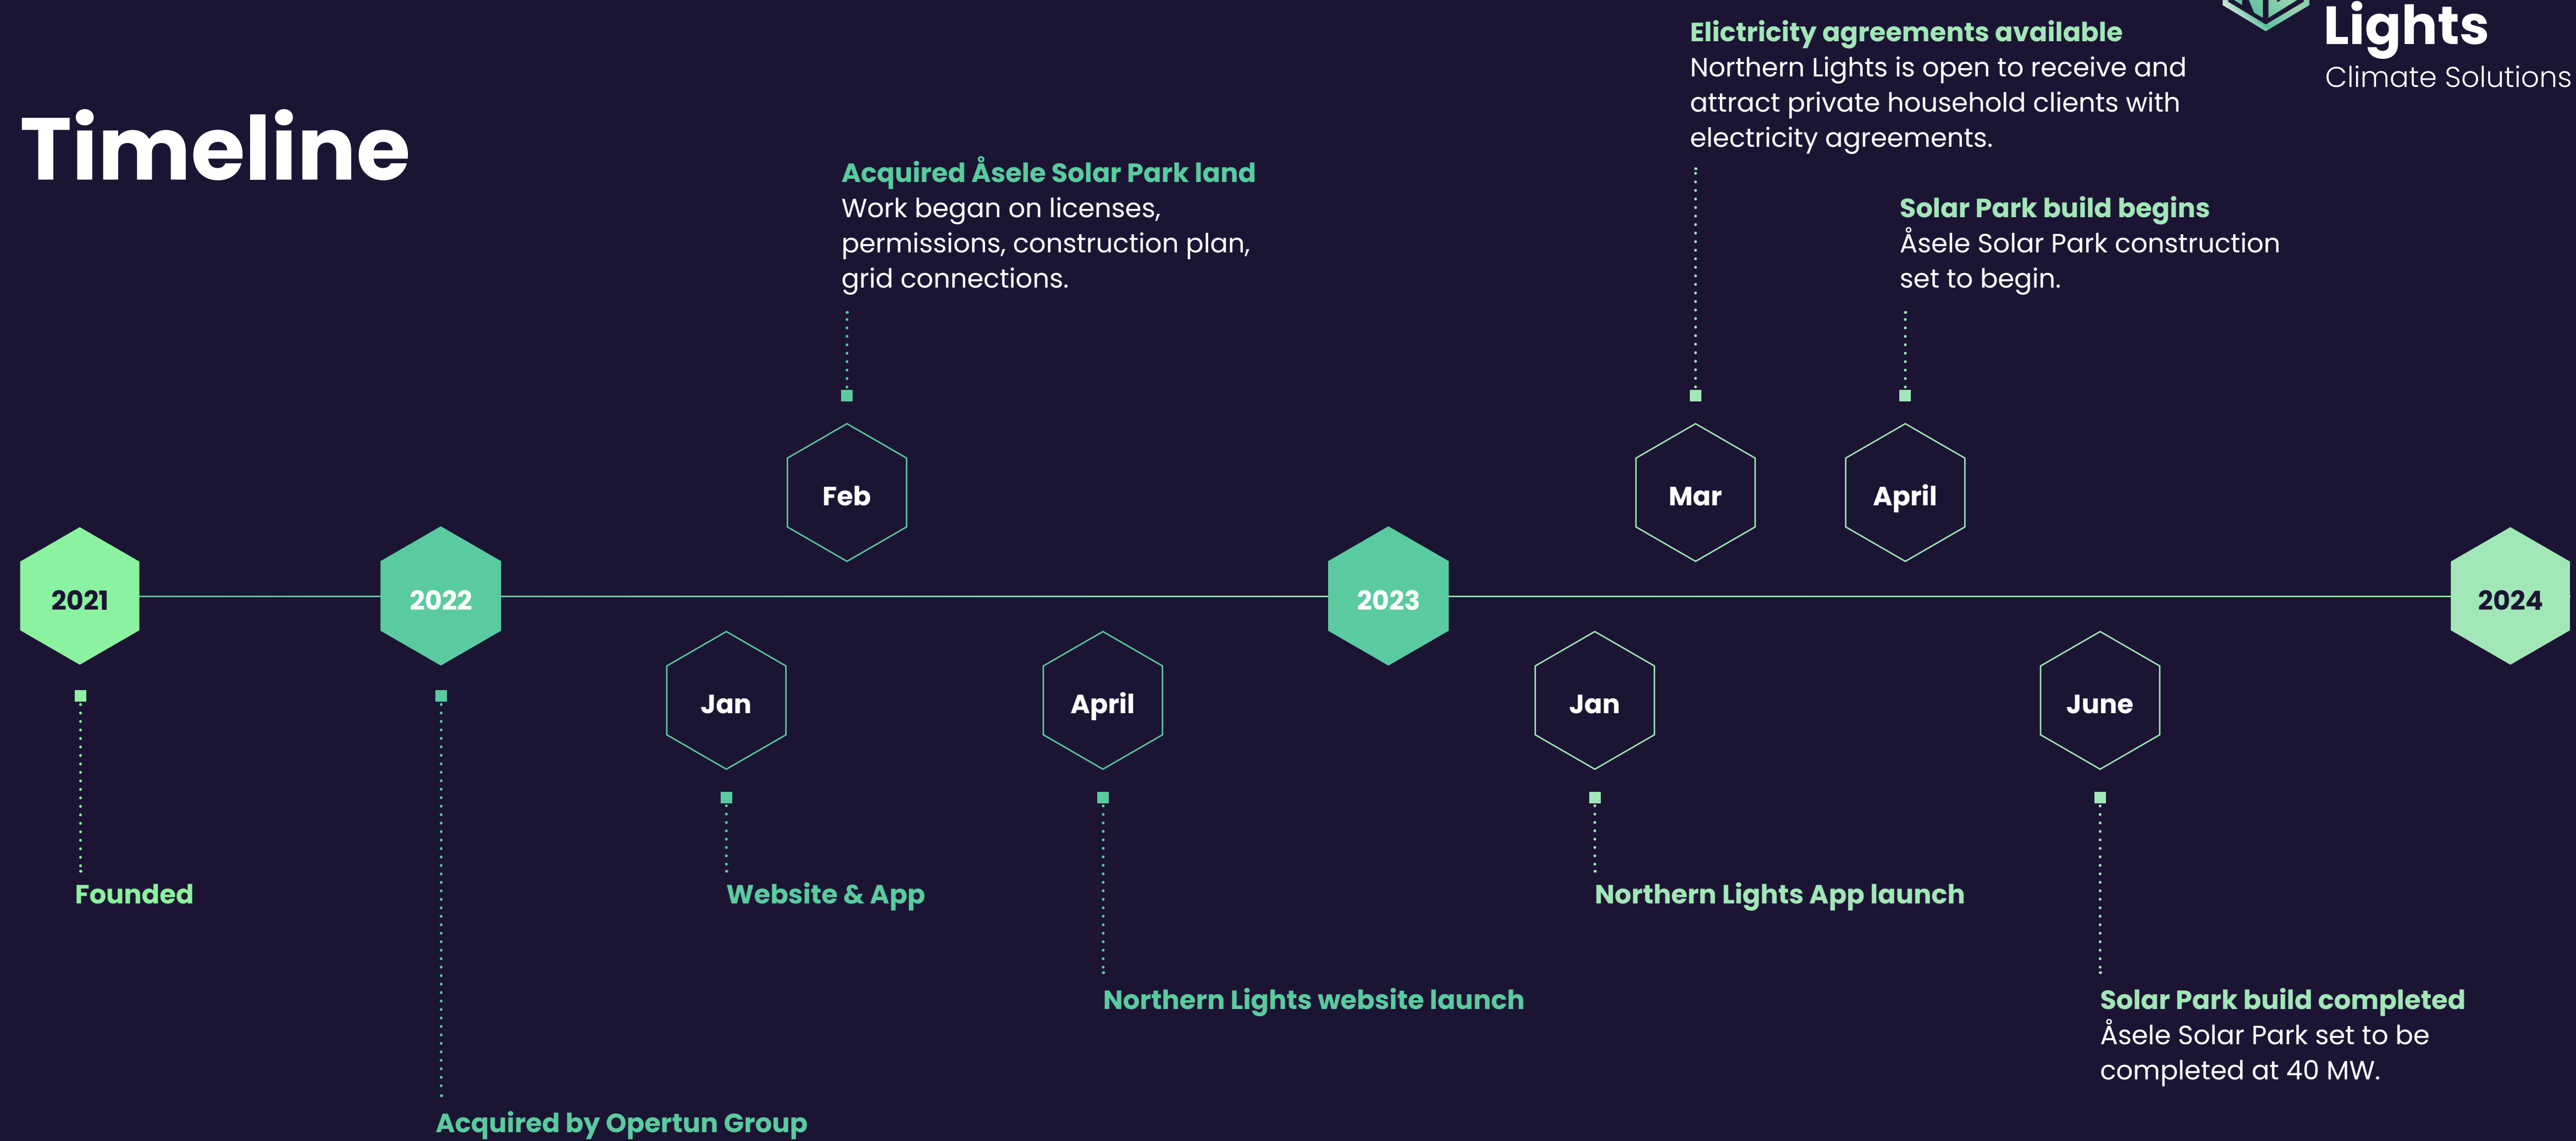 Lights
Climate Solutions
Timeline
Elictricity agreements available
Northern Lights is open to receive and
attract private household clients with
electricity agreements.
Acquired Åsele Solar Park land
Work began on licenses,
permissions, construction plan,
grid connections.
Solar Park build begins
Åsele Solar Park construction
set to begin.
Feb
Mar
April
2021
2022
2023
2024
Jan
April
Jan
June
Founded
Website & App
Northern Lights App launch
Northern Lights website launch
Solar Park build completed
Åsele Solar Park set to be
completed at 40 MW.
Acquired by Opertun Group